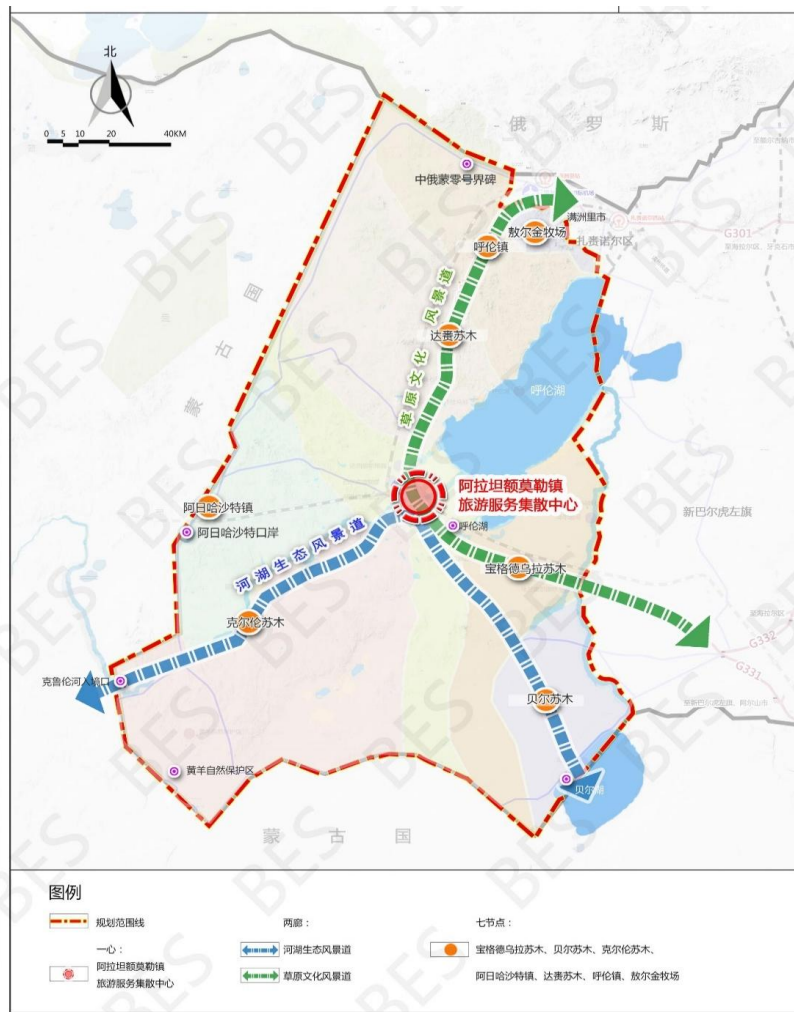 北
0 5 10 20 40KM
俄罗斯
中俄蒙零号界碑
满洲里市
G301
敖尔金牧场
扎赉诺尔区
呼伦镇
蒙古国
草原文化风景道
达赉苏木
呼伦湖
阿拉坦额莫勒镇
旅游服务集散中心
阿日哈沙特镇
阿日哈沙特口岸
呼伦湖
新巴尔虎左旗
河湖生态风景道
宝格德乌拉苏木
克尔伦苏木
G332
G331
克鲁伦河入境口
贝尔苏木
黄羊自然保护区
贝尔湖
蒙古国
图例
规划范围线
一心：
阿拉坦额莫勒镇
旅游服务集散中心
两廊：
河湖生态风景道
草原文化风景道
七节点：
宝格德乌拉苏木、贝尔苏木、克尔伦苏木、
阿日哈沙特镇、达赉苏木、呼伦镇、敖尔金牧场
BES